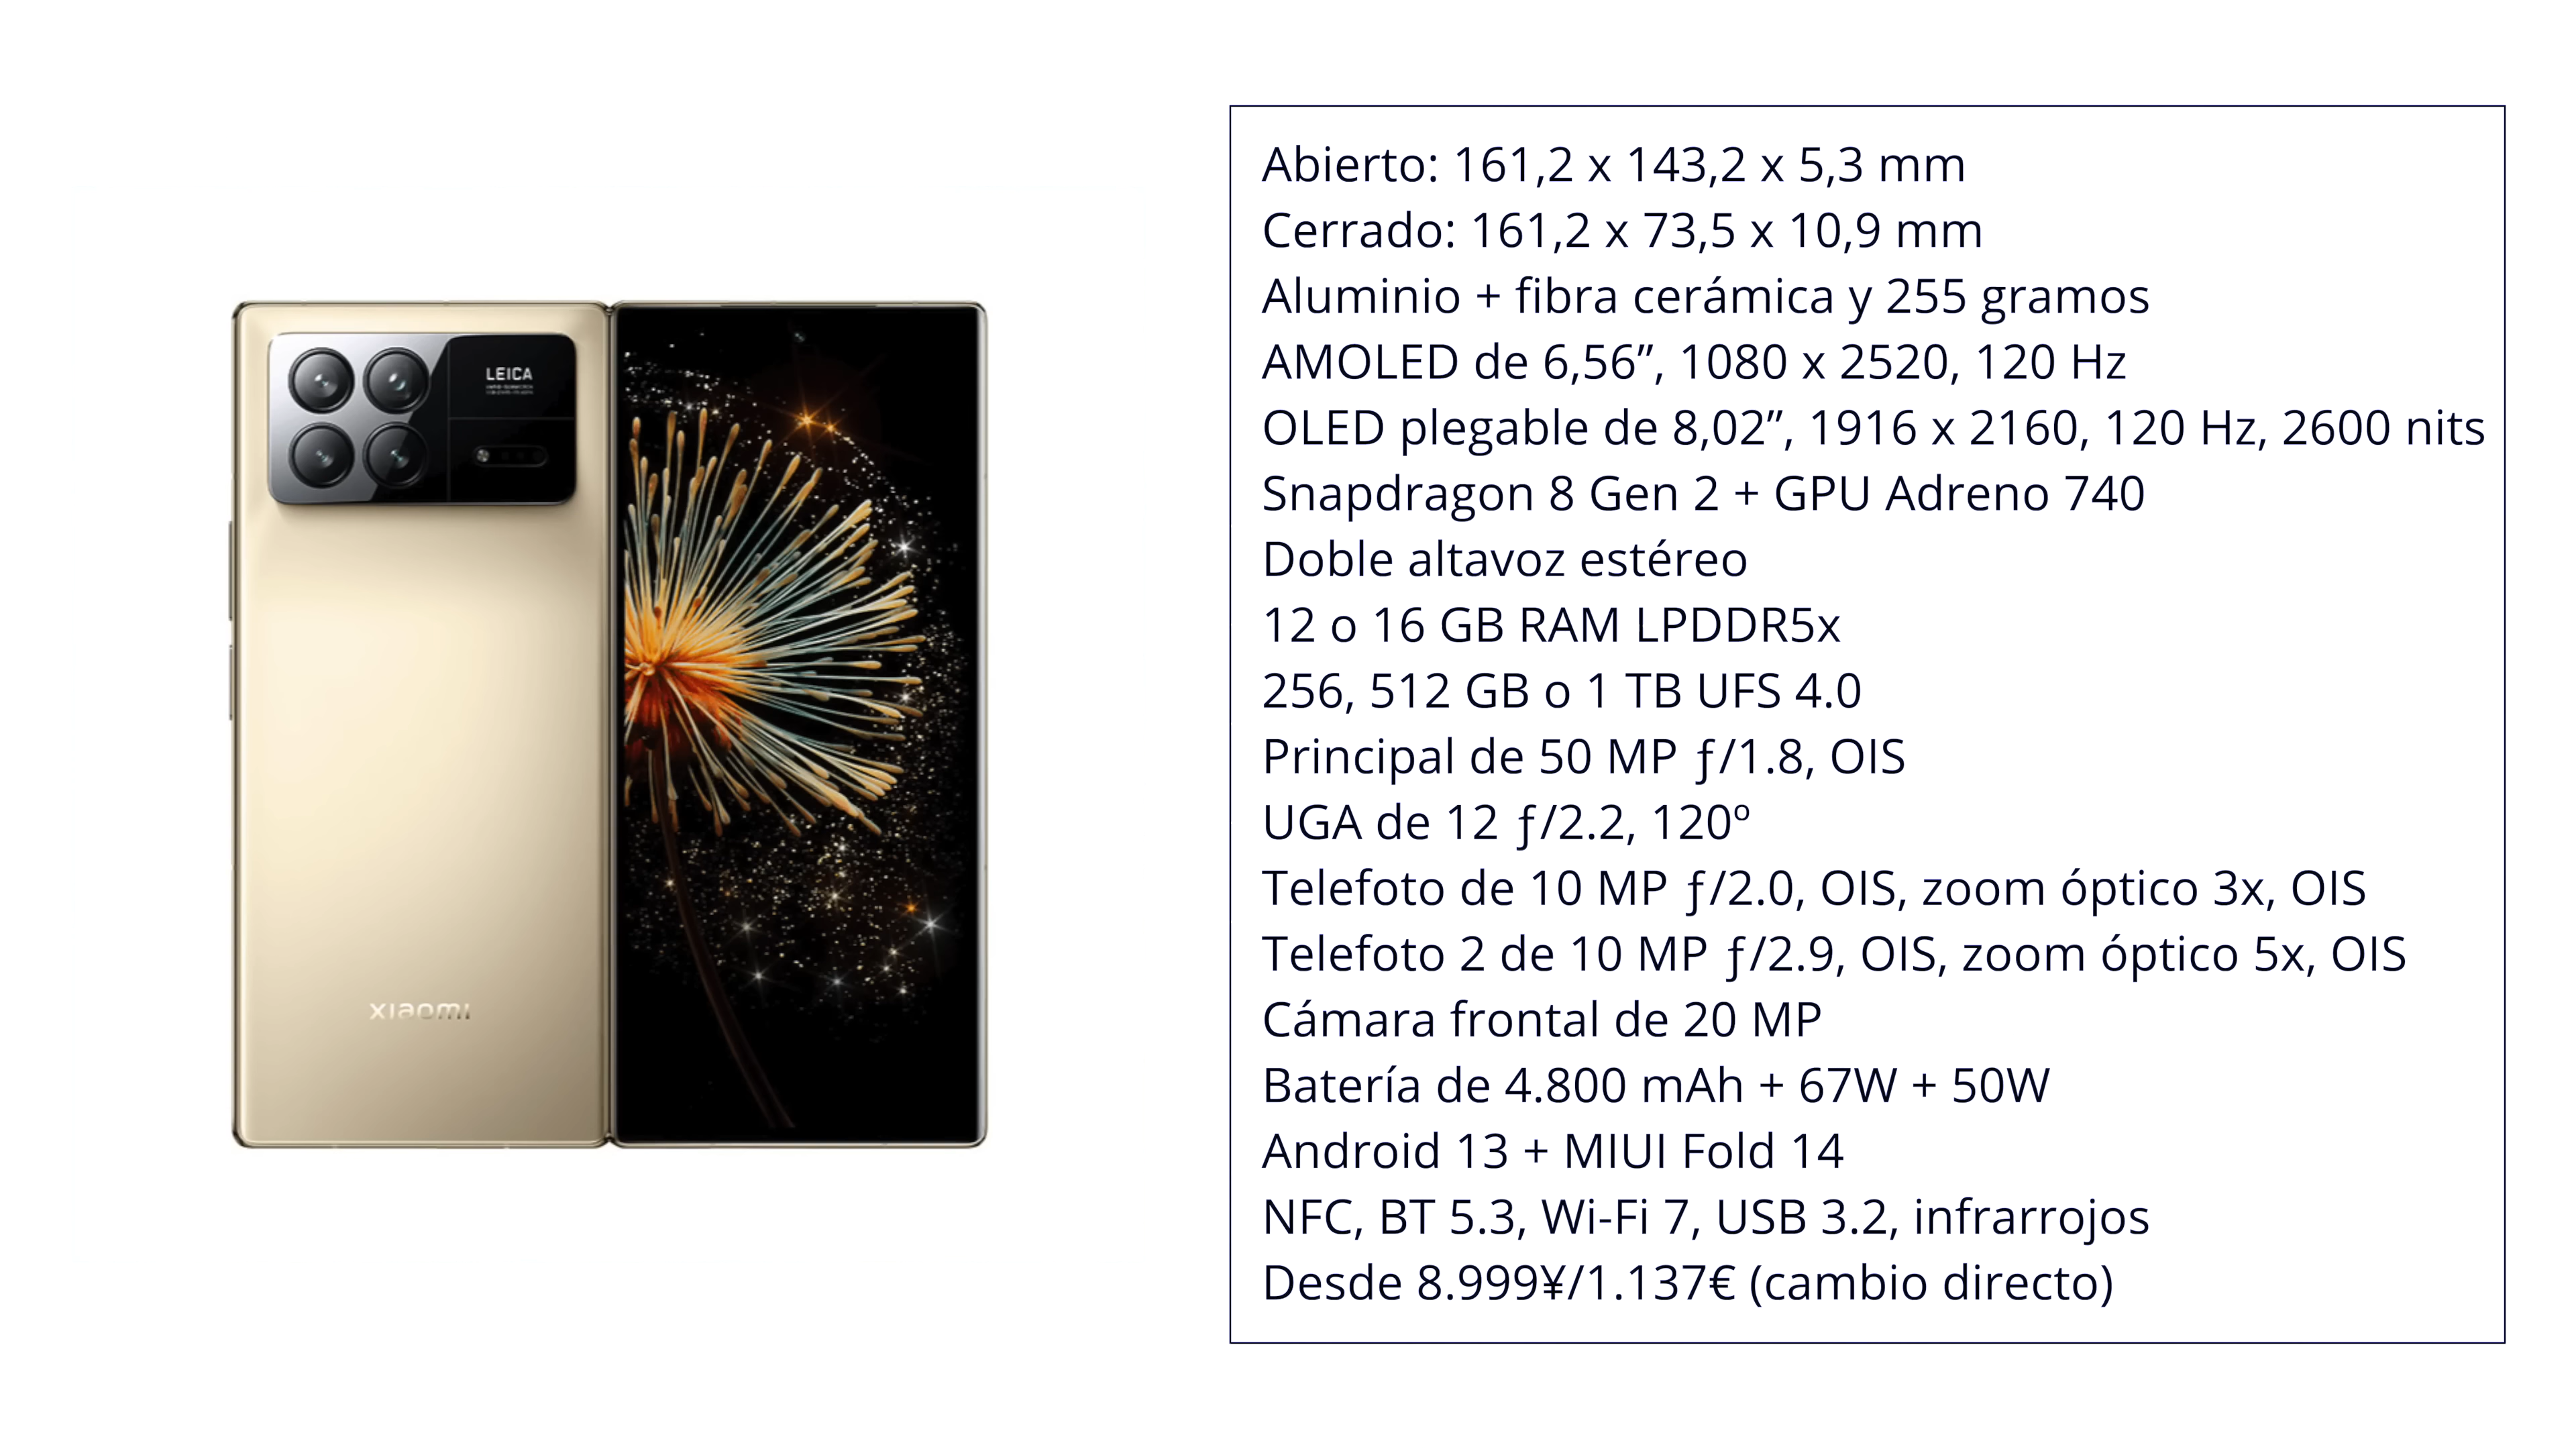 LEICA
xiaomi
Abierto: 161,2 x 143,2 x 5,3 mm
Cerrado: 161,2 x 73,5 x 10,9 mm
Aluminio + fibra cerámica y 255 gramos
AMOLED de 6,56”, 1080 x 2520, 120 Hz
OLED plegable de 8,02”, 1916 x 2160, 120 Hz, 2600 nits
Snapdragon 8 Gen 2 + GPU Adreno 740
Doble altavoz estéreo
12 o 16 GB RAM LPDDR5x
256, 512 GB o 1 TB UFS 4.0
Principal de 50 MP ƒ/1.8, OIS
UGA de 12 ƒ/2.2, 120º
Telefoto de 10 MP ƒ/2.0, OIS, zoom óptico 3x, OIS
Telefoto 2 de 10 MP ƒ/2.9, OIS, zoom óptico 5x, OIS
Cámara frontal de 20 MP
Batería de 4.800 mAh + 67W + 50W
Android 13 + MIUI Fold 14
NFC, BT 5.3, Wi-Fi 7, USB 3.2, infrarrojos
Desde 8.999¥/1.137€ (cambio directo)